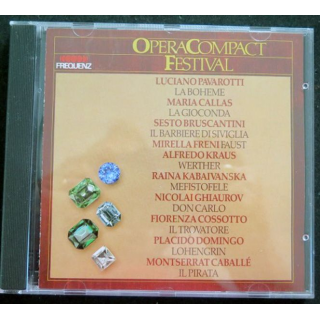 OPERACOMPACT
FESTIVAL
FREQUENZ
LUCIANO PAVAROTTI
LA BOHEME
MARIA CALLAS
LA GIOCONDA
SESTO BRUSCANTINI
IL BARBIERE DI SIVIGLIA
MIRELLA FRENI FAUST
ALFREDO KRAUS
WERTHER
RAINA KABAIVANSKA
MEFISTOFELE
NICOLAI GHIAUROV
DON CARLO
FIORENZA COSSOTTO
IL TROVATORE
PLACIDO DOMINGO
LOHENGRIN
MONTSERRAT CABALLÉ
IL PIRATA